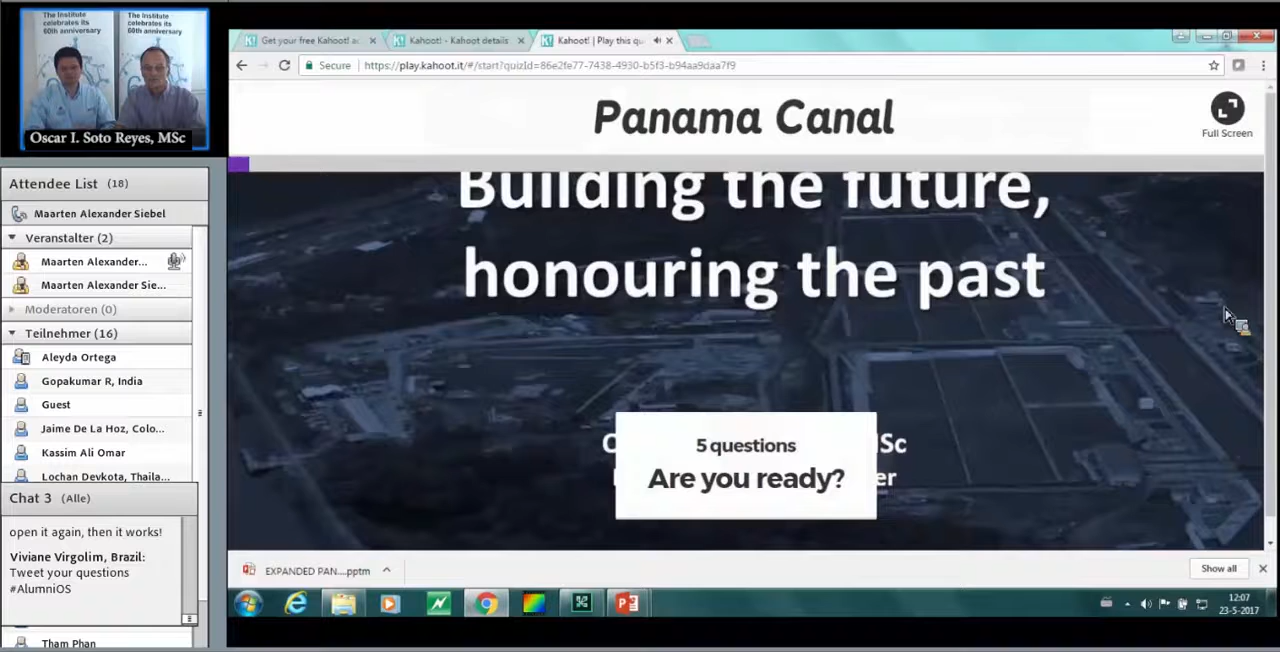 The Institute
celebrates its
60th anniversary
The Institute
celebrates its
60th anniversary
Oscar I. Soto Reyes, MSc
Attendee List (18)
Maarten Alexander Siebel
Veranstalter (2)
Maarten Alexander...
Maarten Alexander Sie...
Moderatoren (0)
Teilnehmer (16)
Aleyda Ortega
Gopakumar R, India
Guest
Jaime De La Hoz, Colo...
Kassim Ali Omar
Lochan Devkota, Thaila...
Chat 3 (Alle)
open it again, then it works!
Viviane Virgolim, Brazil:
Tweet your questions
#AlumniOS
Tham Phan
Get your free Kahoot! ac
Kahoot! - Kahoot details
Kahoot! | Play this qu
Secure https://play.kahoot.it/#/start?quizId=86e2fe77-7438-4930-b5f3-b94aa9daa7f9
Panama Canal
Full Screen
Building the future,
honouring the past
5 questions
Are you ready?
EXPANDED PAN....pptm
Show all
12:07
23-5-2017